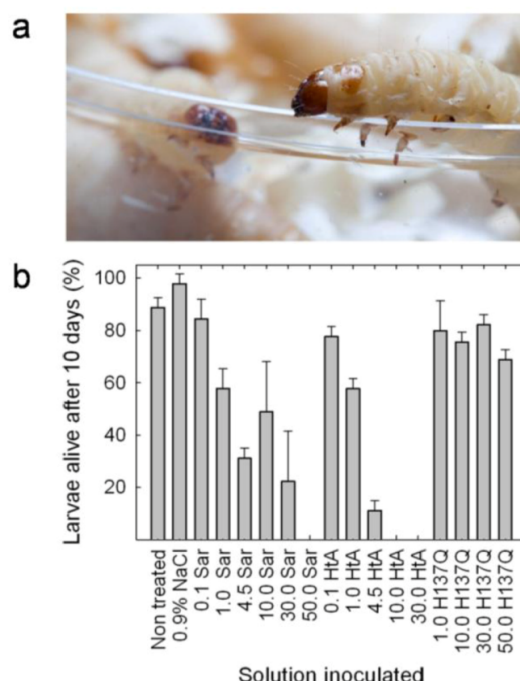 a
b
Larvae alive after 10 days (%)
100
80
60
40
20
Non treated
0.9% NaCl
0.1 Sar
1.0 Sar
4.5 Sar
10.0 Sar
30.0 Sar
50.0 Sar
0.1 HtA
1.0 HtA
4.5 HtA
10.0 HtA
30.0 HtA
1.0 H137Q
10.0 H137Q
30.0 H137Q
50.0 H137Q
Solution inoculated